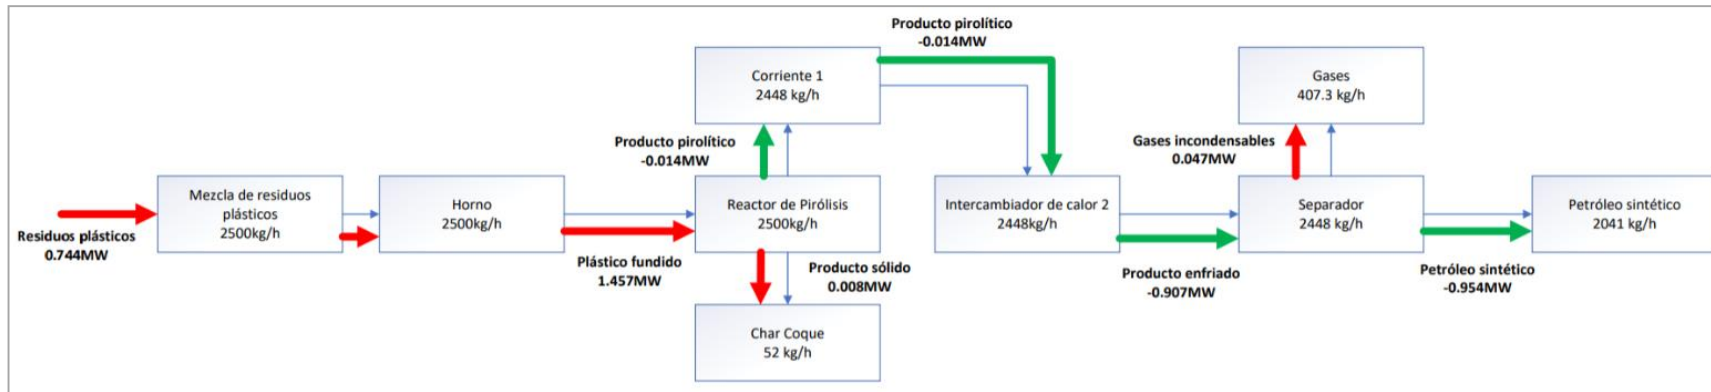 Producto pirolítico
-0.014MW
Corriente 1
2448 kg/h
Gases
407.3 kg/h
Producto pirolítico
-0.014MW
Gases incondensables
0.047MW
Mezcla de residuos
plásticos
2500kg/h
Horno
2500kg/h
Reactor de Pirólisis
2500kg/h
Intercambiador de calor 2
2448kg/h
Separador
2448 kg/h
Petróleo sintético
2041 kg/h
Residuos plásticos
0.744MW
Plástico fundido
1.457MW
Producto sólido
0.008MW
Producto enfriado
-0.907MW
Petróleo sintético
-0.954MW
Char Coque
52 kg/h